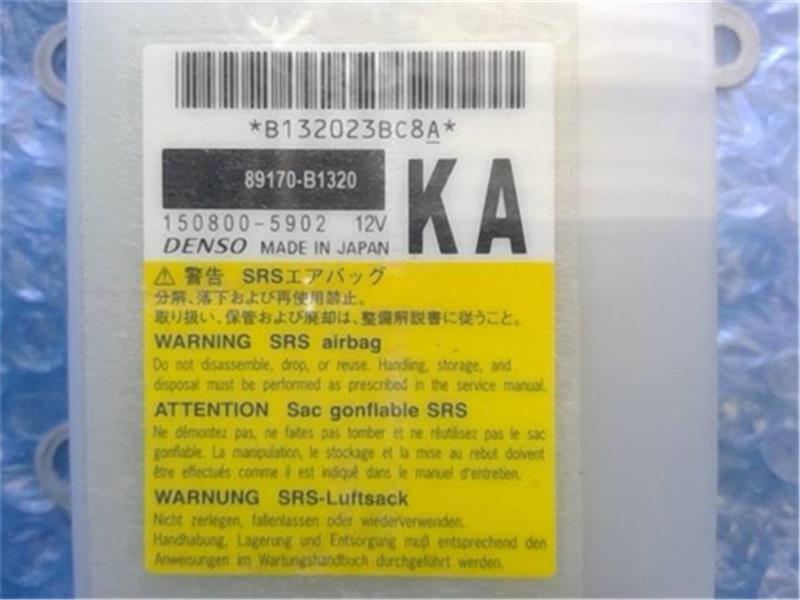 *B132023BC8A*
89170-B1320
KA
150800-5902 12V
DENSO MADE IN JAPAN
⚠ 警告 SRSエアバッグ
分解、落下および再使用禁止。
取り扱い、保管および廃却は、整備解説書に従うこと。
WARNING SRS airbag
Do not disassemble, drop, or reuse. Handling, storage, and
disposal must be performed as prescribed in the service manual.
ATTENTION Sac gonflable SRS
Ne démontez pas, ne faites pas tomber et ne réutilisez pas le sac
gonflable. La manipulation, le stockage et la mise au rebut doivent
être effectués comme il est indiqué dans le manuel d'entretien.
WARNUNG SRS-Luftsack
Nicht zerlegen, fallenlassen oder wiederverwenden.
Handhabung, Lagerung und Entsorgung muß entsprechend den
Anweisungen im Wartungshandbuch durchgeführt werden.